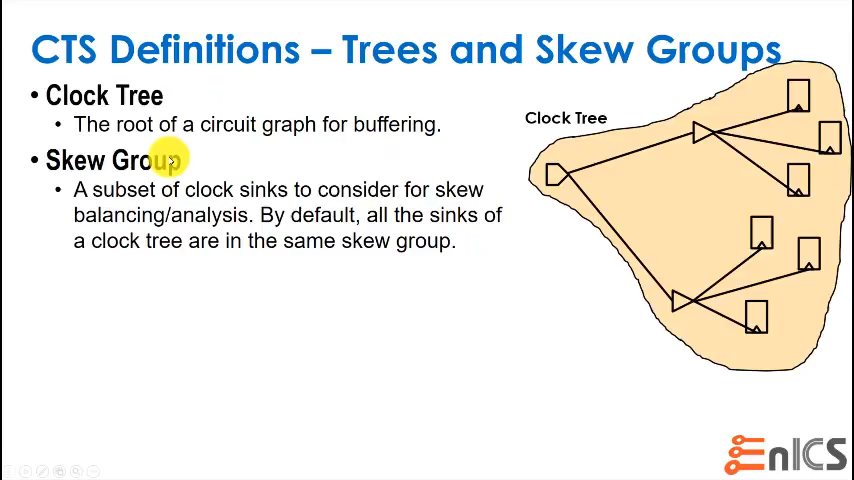 CTS Definitions – Trees and Skew Groups
• Clock Tree
• The root of a circuit graph for buffering.
• Skew Group
• A subset of clock sinks to consider for skew
balancing/analysis. By default, all the sinks of
a clock tree are in the same skew group.
Clock Tree
EnICS